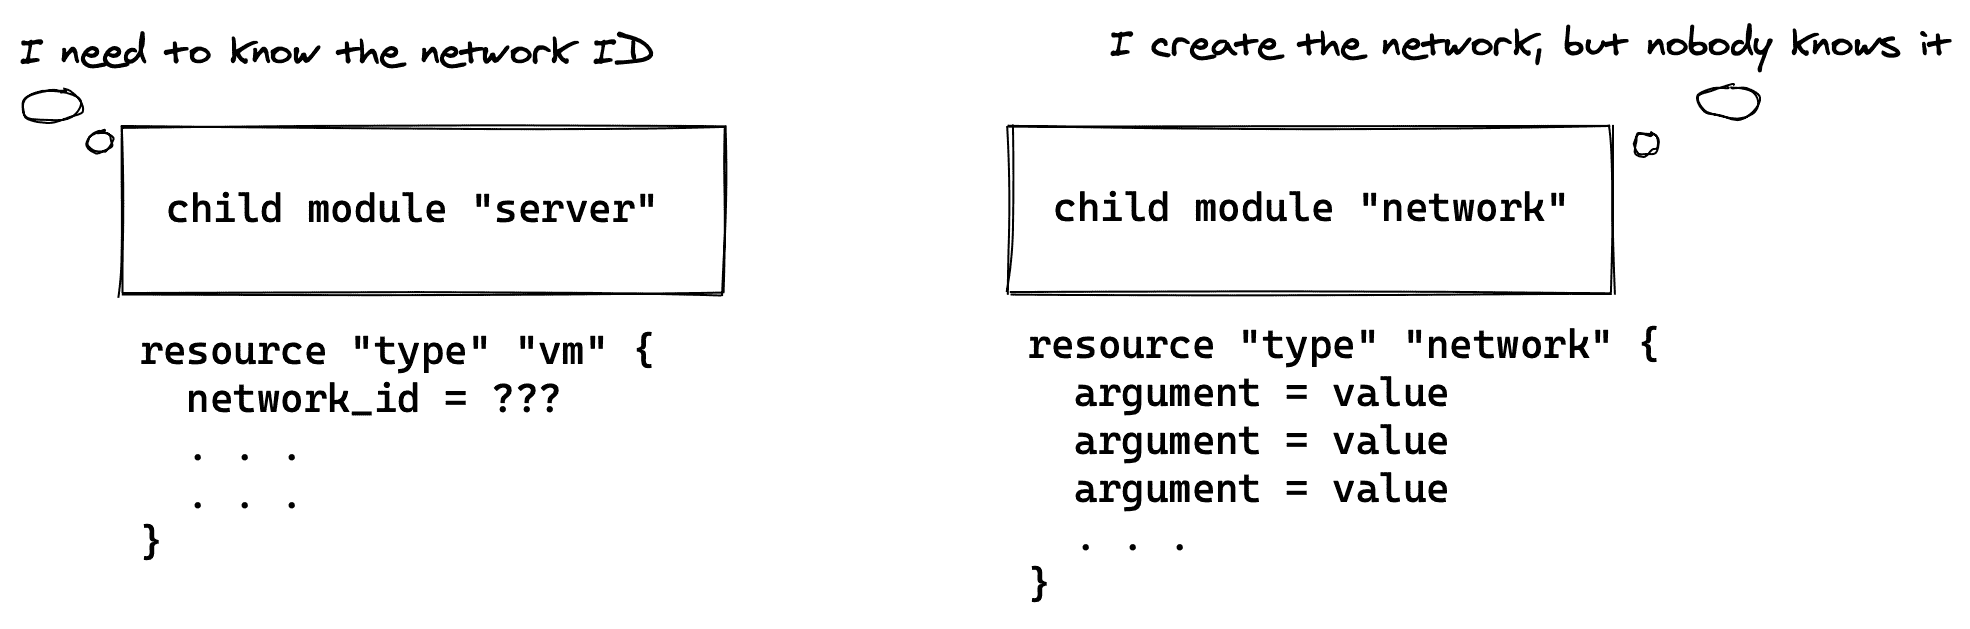 I need to know the network ID
child module "server"
resource "type" "vm" {
  network_id = ???
  . . .
  . . .
}
I create the network, but nobody knows it
child module "network"
resource "type" "network" {
  argument = value
  argument = value
  argument = value
  . . .
}